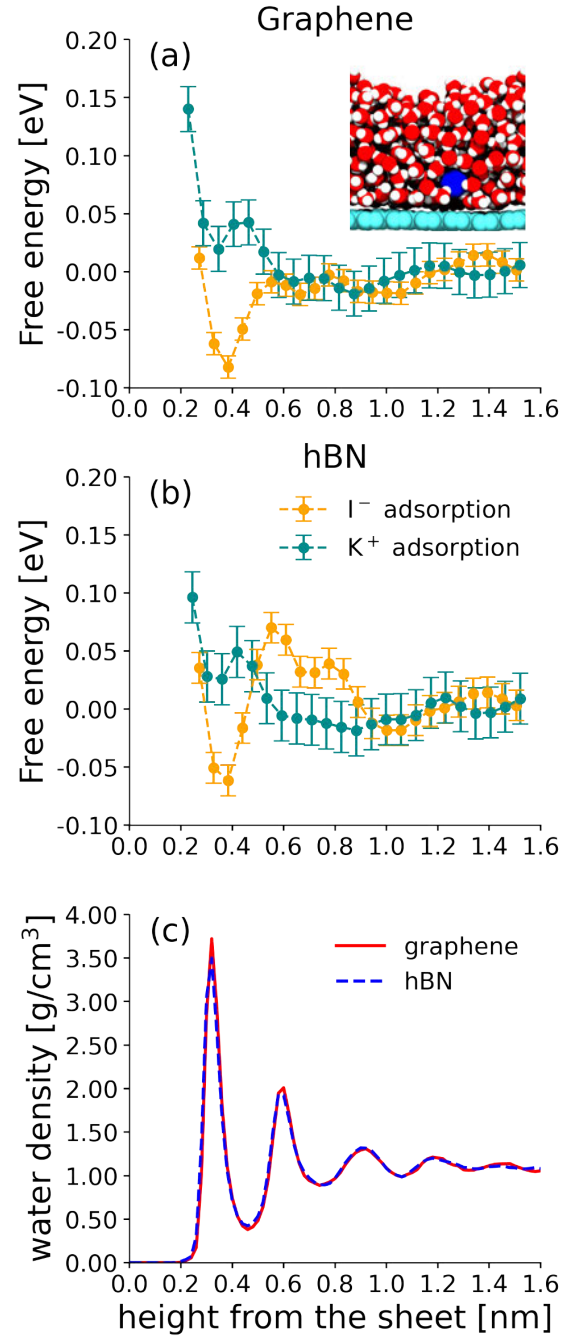 Graphene
(a)
Free energy [eV]
0.20
0.15
0.10
0.05
0.00
-0.05
-0.10
0.0 0.2 0.4 0.6 0.8 1.0 1.2 1.4 1.6
hBN
(b)
I⁻ adsorption
K⁺ adsorption
Free energy [eV]
0.20
0.15
0.10
0.05
0.00
-0.05
-0.10
0.0 0.2 0.4 0.6 0.8 1.0 1.2 1.4 1.6
(c)
graphene
hBN
water density [g/cm³]
4.00
3.50
3.00
2.50
2.00
1.50
1.00
0.50
0.00
0.0 0.2 0.4 0.6 0.8 1.0 1.2 1.4 1.6
height from the sheet [nm]